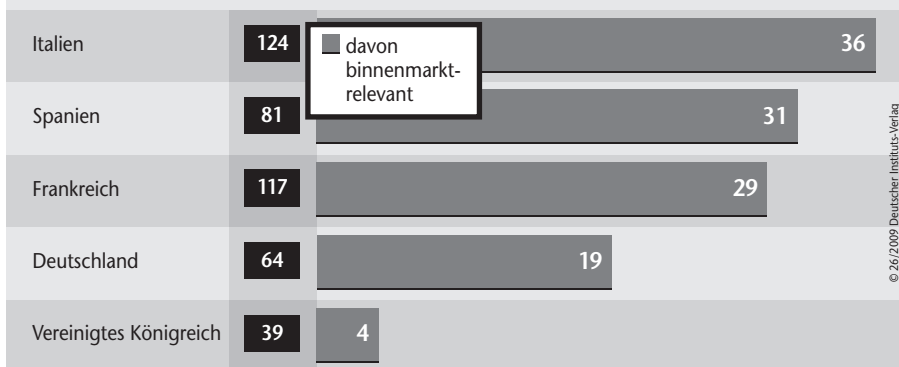 Italien 124 36
davon
binnenmarkt-
relevant
Spanien 81 31
Frankreich 117 29
Deutschland 64 19
Vereinigtes Königreich 39 4
© 26/2009 Deutscher Instituts-Verlag